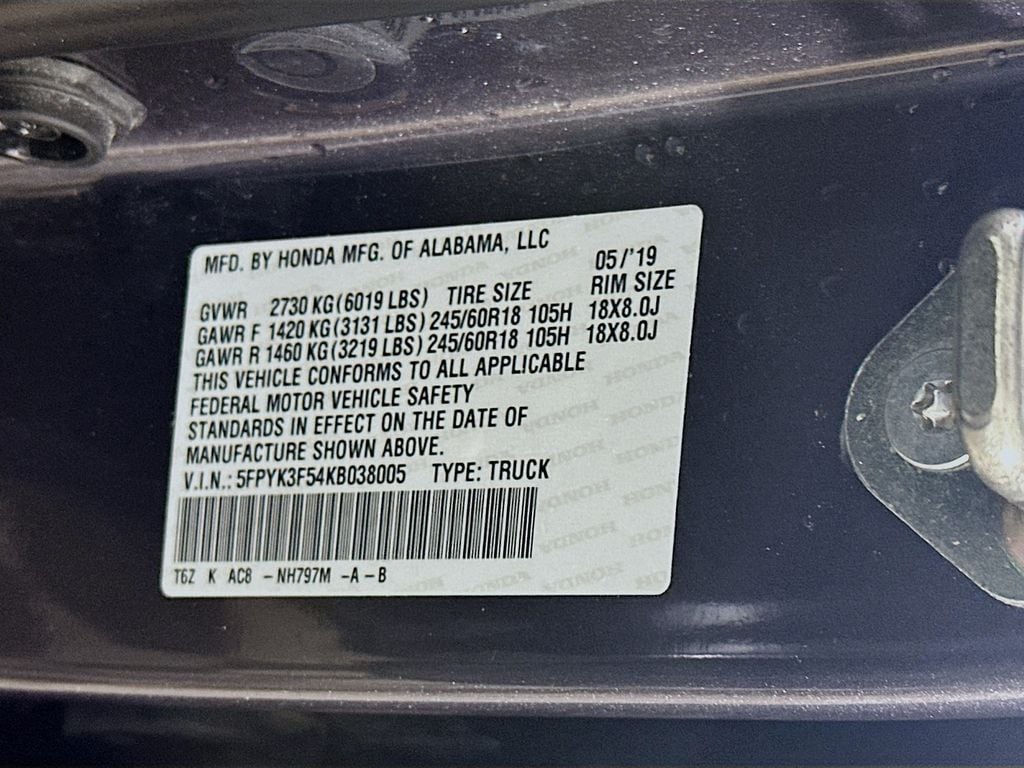 MFD. BY HONDA MFG. OF ALABAMA, LLC
05/'19
GVWR 2730 KG(6019 LBS) TIRE SIZE RIM SIZE
GAWR F 1420 KG(3131 LBS) 245/60R18 105H 18X8.0J
GAWR R 1460 KG(3219 LBS) 245/60R18 105H 18X8.0J
THIS VEHICLE CONFORMS TO ALL APPLICABLE
FEDERAL MOTOR VEHICLE SAFETY
STANDARDS IN EFFECT ON THE DATE OF
MANUFACTURE SHOWN ABOVE.
V.I.N.: 5FPYK3F54KB038005 TYPE: TRUCK
T6Z K AC8 - NH797M -A - B